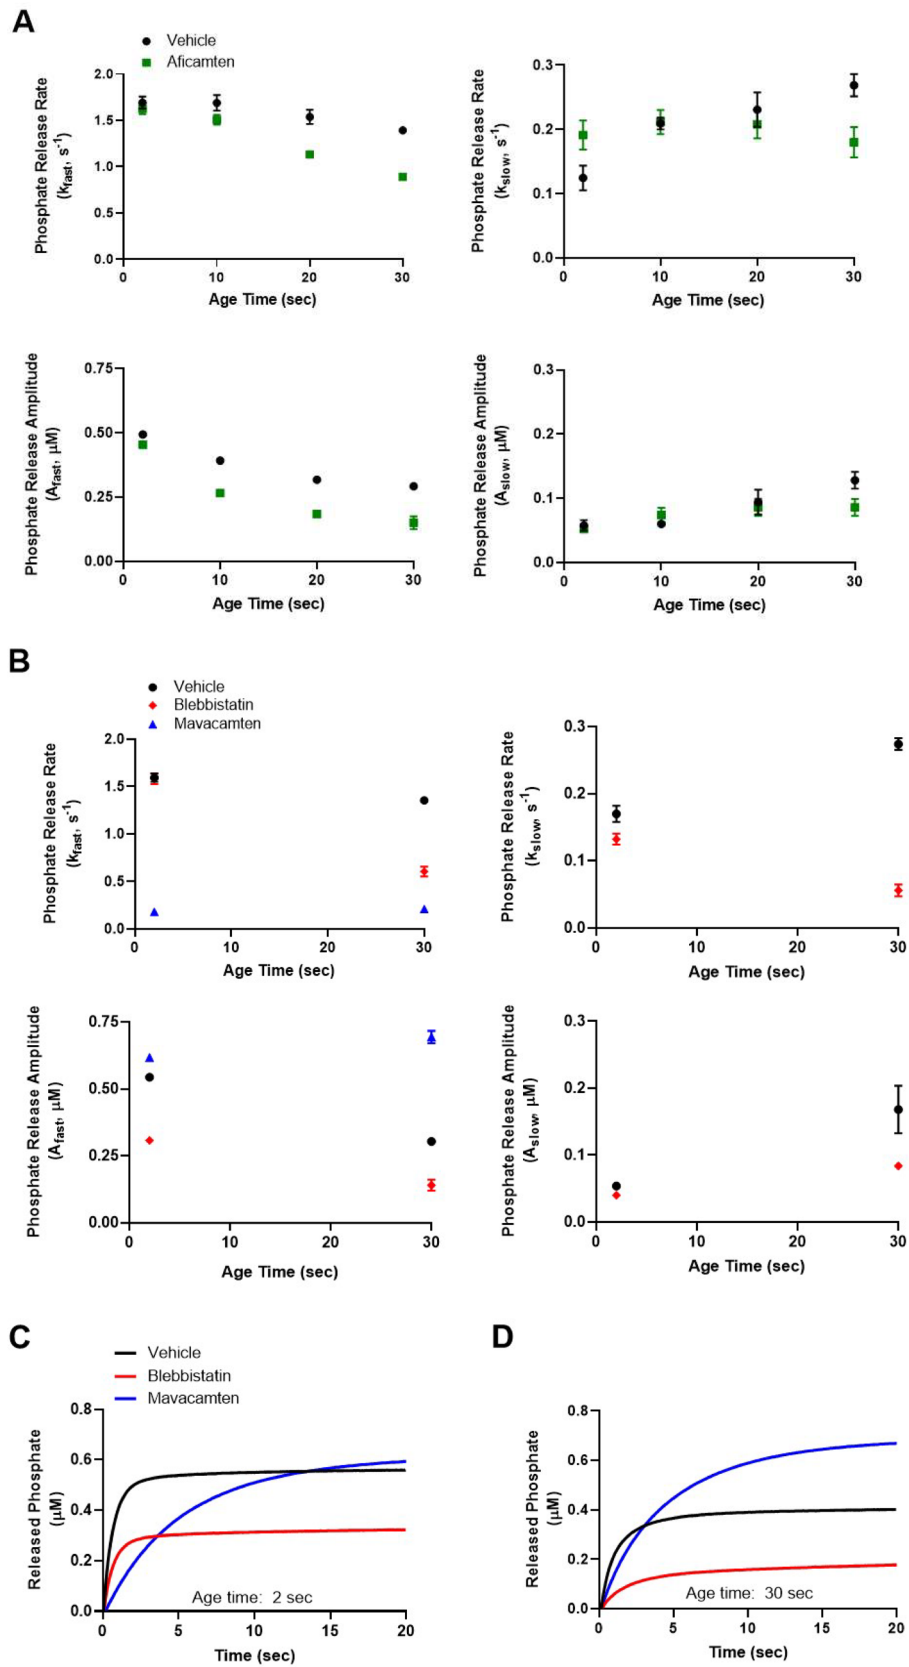 A
Vehicle
Aficamten
Phosphate Release Rate
(kfast, s-1)
2.0
1.5
1.0
0.5
0.0
0 10 20 30
Age Time (sec)
Phosphate Release Rate
(kslow, s-1)
0.3
0.2
0.1
0.0
0 10 20 30
Age Time (sec)
Phosphate Release Amplitude
(Afast, μM)
0.75
0.50
0.25
0.00
0 10 20 30
Age Time (sec)
Phosphate Release Amplitude
(Aslow, μM)
0.3
0.2
0.1
0.0
0 10 20 30
Age Time (sec)
B
Vehicle
Blebbistatin
Mavacamten
Phosphate Release Rate
(kfast, s-1)
2.0
1.5
1.0
0.5
0.0
0 10 20 30
Age Time (sec)
Phosphate Release Rate
(kslow, s-1)
0.3
0.2
0.1
0.0
0 10 20 30
Age Time (sec)
Phosphate Release Amplitude
(Afast, μM)
0.75
0.50
0.25
0.00
0 10 20 30
Age Time (sec)
Phosphate Release Amplitude
(Aslow, μM)
0.3
0.2
0.1
0.0
0 10 20 30
Age Time (sec)
C
Vehicle
Blebbistatin
Mavacamten
Released Phosphate
(μM)
0.8
0.6
0.4
0.2
0.0
Age time: 2 sec
0 5 10 15 20
Time (sec)
D
Released Phosphate
(μM)
0.8
0.6
0.4
0.2
0.0
Age time: 30 sec
0 5 10 15 20
Time (sec)